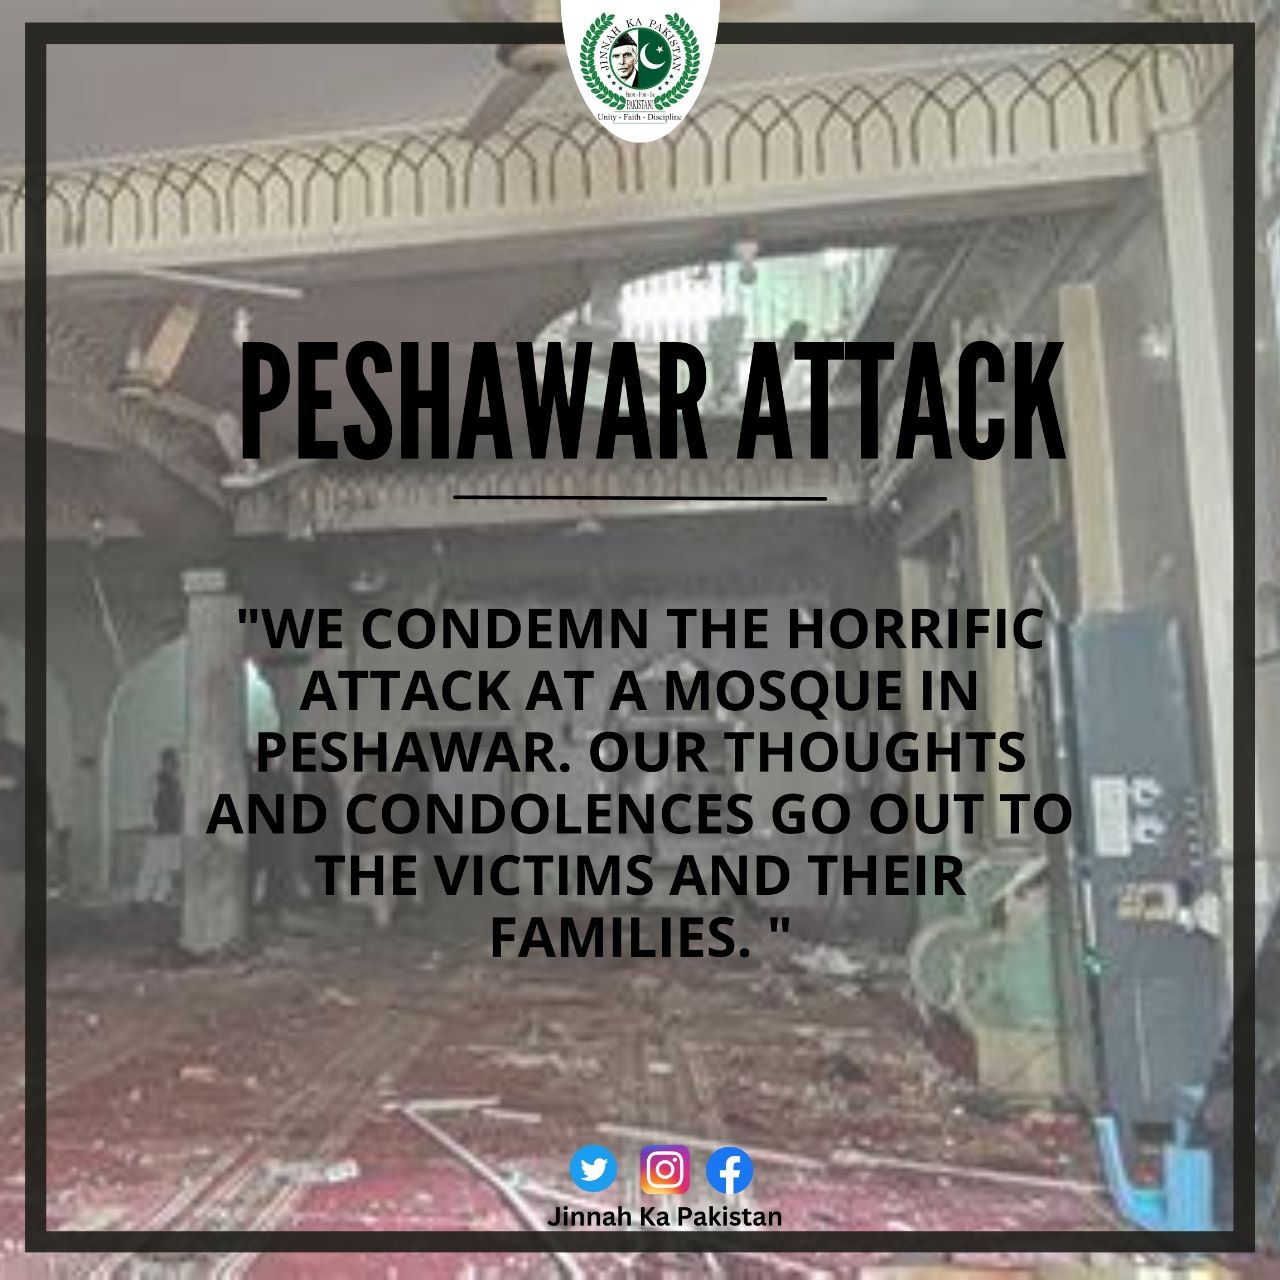 JINNAH KA PAKISTAN
PAKISTANI
Unity - Faith - Discipline
PESHAWAR ATTACK
"WE CONDEMN THE HORRIFIC
ATTACK AT A MOSQUE IN
PESHAWAR. OUR THOUGHTS
AND CONDOLENCES GO OUT TO
THE VICTIMS AND THEIR
FAMILIES. "
Jinnah Ka Pakistan